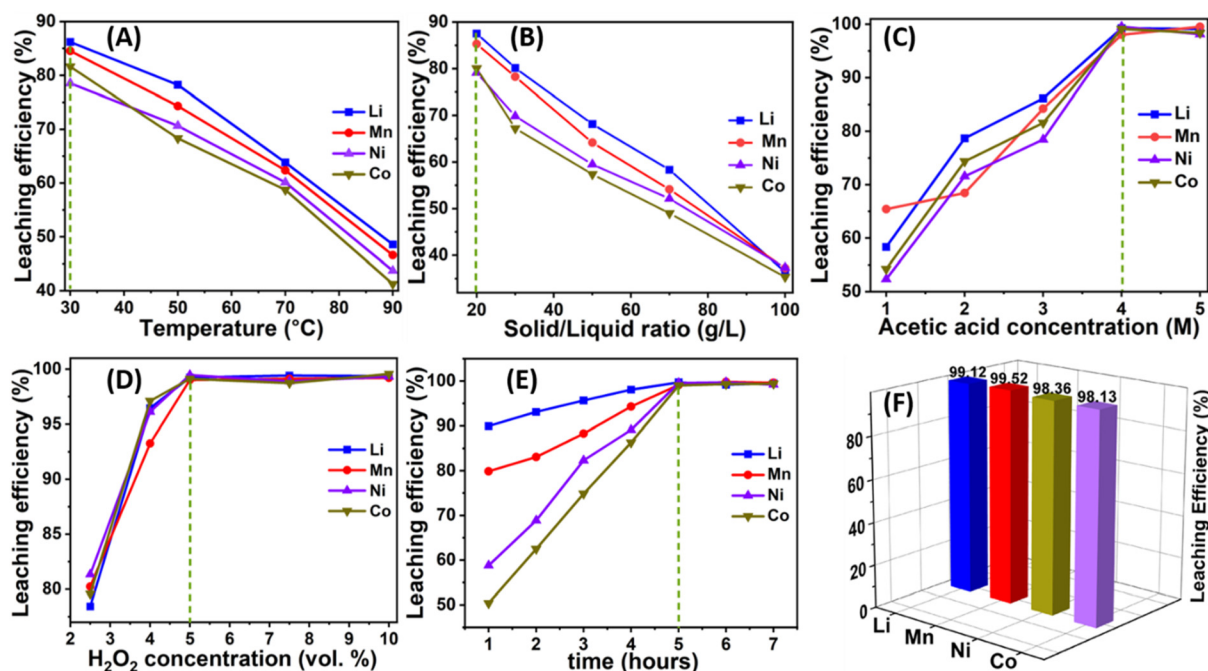 (A)
Leaching efficiency (%)
90
80
70
60
50
40
30 40 50 60 70 80 90
Temperature (°C)
Li
Mn
Ni
Co
(B)
Leaching efficiency (%)
90
80
70
60
50
40
20 40 60 80 100
Solid/Liquid ratio (g/L)
Li
Mn
Ni
Co
(C)
Leaching efficiency (%)
100
90
80
70
60
50
1 2 3 4 5
Acetic acid concentration (M)
Li
Mn
Ni
Co
(D)
Leaching efficiency (%)
100
95
90
85
80
2 4 5 6 8 10
H₂O₂ concentration (vol. %)
Li
Mn
Ni
Co
(E)
Leaching efficiency (%)
100
90
80
70
60
50
1 2 3 4 5 6 7
time (hours)
Li
Mn
Ni
Co
(F)
99.12
99.52
98.36
98.13
80
60
40
20
0
Li
Mn
Ni
Co
Leaching Efficiency (%)